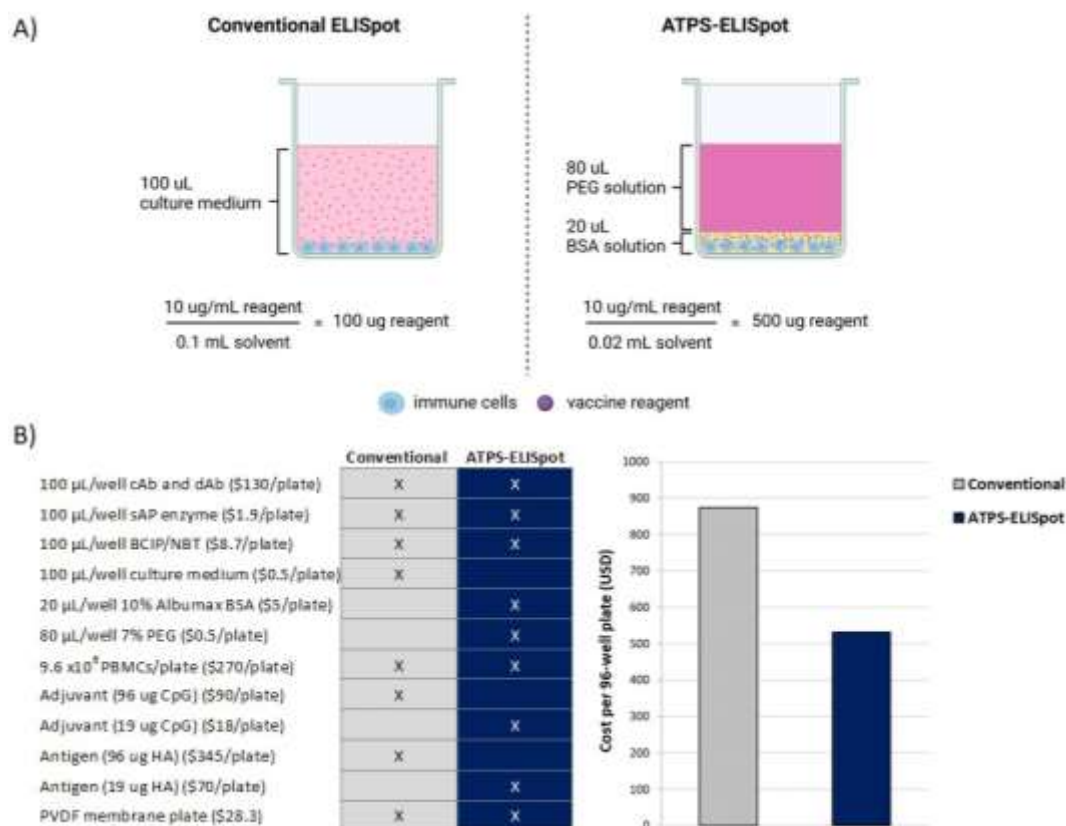 A)
Conventional ELISpot
ATPS-ELISpot
100 uL
culture medium
80 uL
PEG solution
20 uL
BSA solution
10 ug/mL reagent
0.1 mL solvent
= 100 ug reagent
10 ug/mL reagent
0.02 mL solvent
= 500 ug reagent
immune cells
vaccine reagent
B)
Conventional ATPS-ELISpot
100 µL/well cAb and dAb ($130/plate) X X
100 µL/well sAP enzyme ($1.9/plate) X X
100 µL/well BCIP/NBT ($8.7/plate) X X
100 µL/well culture medium ($0.5/plate) X
20 µL/well 10% Albumax BSA ($5/plate) X
80 µL/well 7% PEG ($0.5/plate) X
9.6 x10⁶ PBMCs/plate ($270/plate) X X
Adjuvant (96 ug CpG) ($90/plate) X
Adjuvant (19 ug CpG) ($18/plate) X
Antigen (96 ug HA) ($345/plate) X
Antigen (19 ug HA) ($70/plate) X
PVDF membrane plate ($28.3) X X
Cost per 96-well plate (USD)
1000
900
800
700
600
500
400
300
200
100
0
Conventional
ATPS-ELISpot